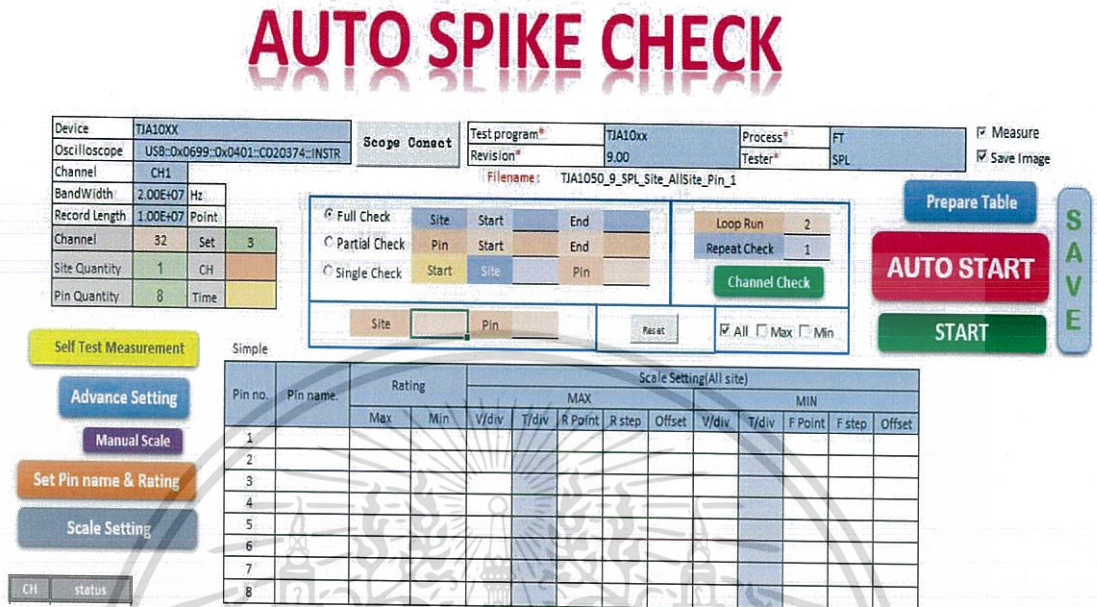 AUTO SPIKE CHECK
Device TJA10XX
Oscilloscope USB::0x0699::0x0401::C020374::INSTR
Channel CH1
BandWidth 2.00E+07 Hz
Record Length 1.00E+07 Point
Channel 32 Set 3
Site Quantity 1 CH
Pin Quantity 8 Time
Scope Conect
Test program* TJA10xx Process* FT
Revision* 9.00 Tester* SPL
Filename: TJA1050_9_SPL_Site_AllSite_Pin_1
Measure
Save Image
Full Check Site Start End
Partial Check Pin Start End
Single Check Start Site Pin
Loop Run 2
Repeat Check 1
Channel Check
Site Pin
Reset
All Max Min
Prepare Table
AUTO START
START
SAVE
Self Test Measurement
Advance Setting
Manual Scale
Set Pin name & Rating
Scale Setting
CH status
Simple
Pin no. Pin name. Rating Scale Setting(All site)
MAX MIN
Max Min V/div T/div R Point R step Offset V/div T/div F Point F step Offset
1
2
3
4
5
6
7
8